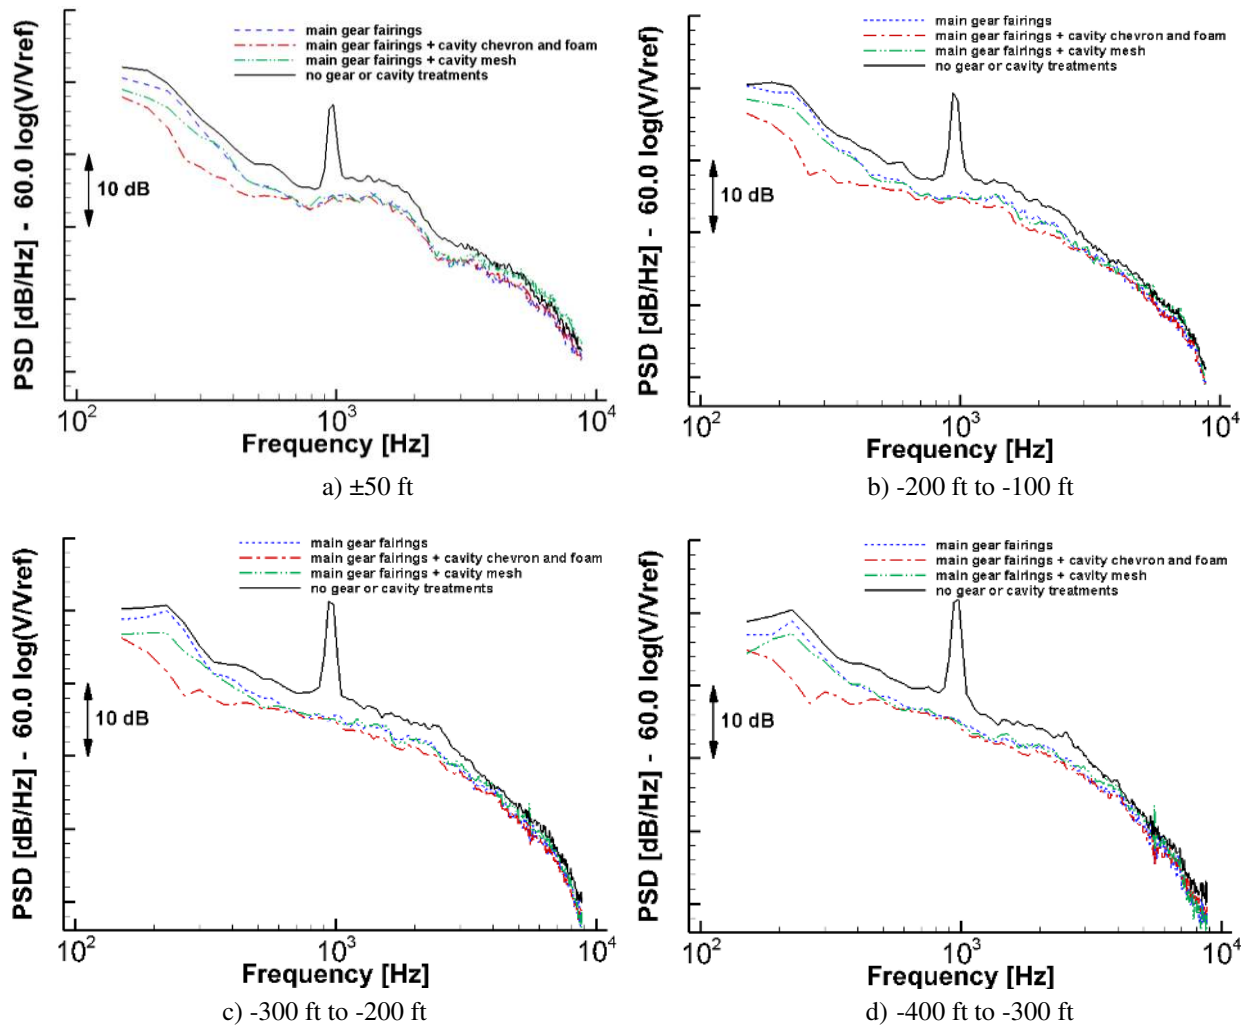 main gear fairings
main gear fairings + cavity chevron and foam
main gear fairings + cavity mesh
no gear or cavity treatments
PSD [dB/Hz] - 60.0 log(V/Vref)
10 dB
10² 10³ 10⁴
Frequency [Hz]
a) ±50 ft
main gear fairings
main gear fairings + cavity chevron and foam
main gear fairings + cavity mesh
no gear or cavity treatments
PSD [dB/Hz] - 60.0 log(V/Vref)
10 dB
10² 10³ 10⁴
Frequency [Hz]
b) -200 ft to -100 ft
main gear fairings
main gear fairings + cavity chevron and foam
main gear fairings + cavity mesh
no gear or cavity treatments
PSD [dB/Hz] - 60.0 log(V/Vref)
10 dB
10² 10³ 10⁴
Frequency [Hz]
c) -300 ft to -200 ft
main gear fairings
main gear fairings + cavity chevron and foam
main gear fairings + cavity mesh
no gear or cavity treatments
PSD [dB/Hz] - 60.0 log(V/Vref)
10 dB
10² 10³ 10⁴
Frequency [Hz]
d) -400 ft to -300 ft